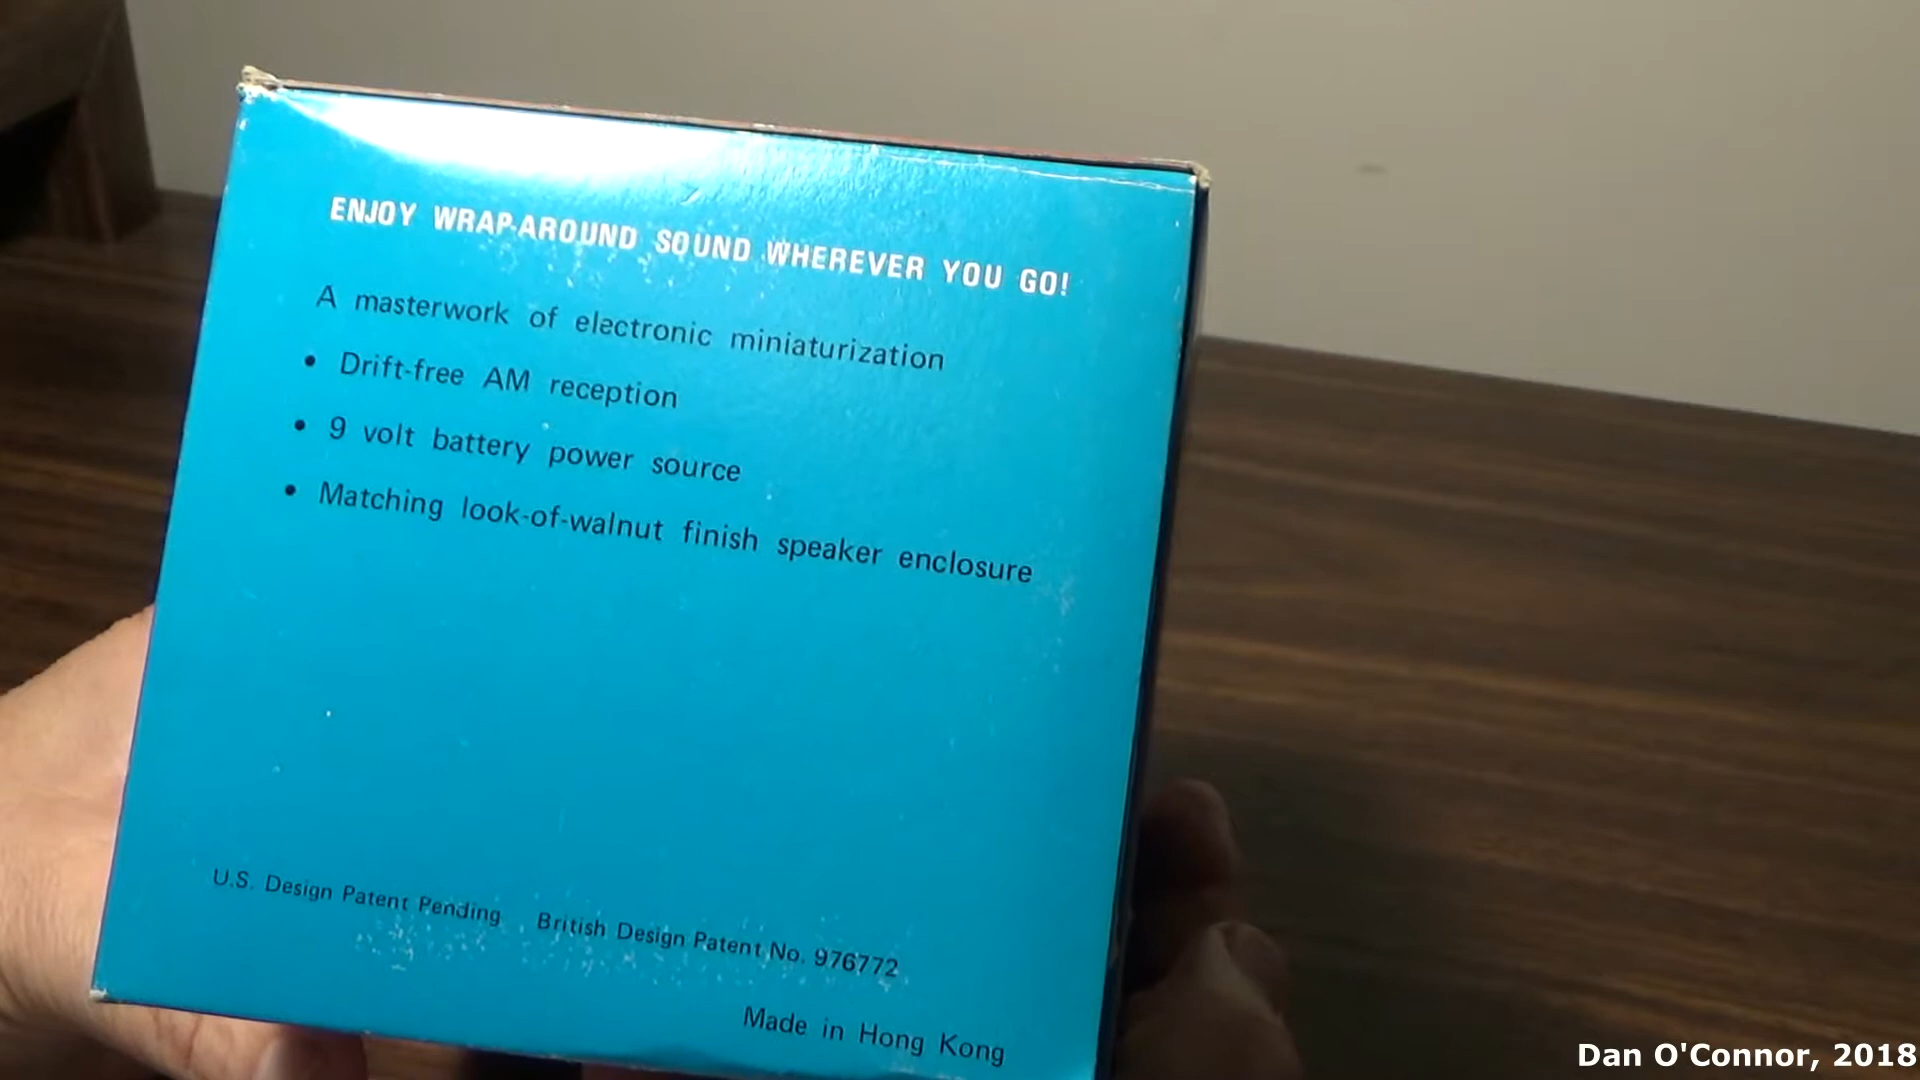 ENJOY WRAP-AROUND SOUND WHEREVER YOU GO!
A masterwork of electronic miniaturization
• Drift-free AM reception
• 9 volt battery power source
• Matching look-of-walnut finish speaker enclosure
U.S. Design Patent Pending British Design Patent No. 976772
Made in Hong Kong
Dan O'Connor, 2018